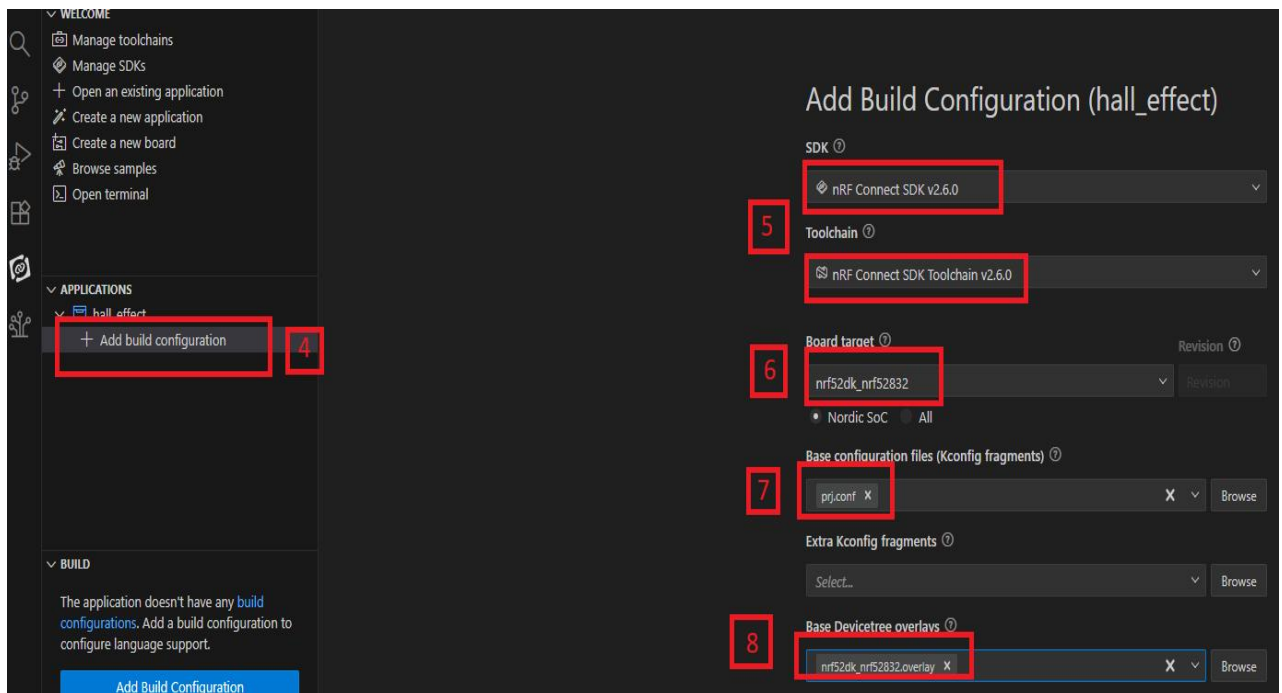 WELCOME
Manage toolchains
Manage SDKs
Open an existing application
Create a new application
Create a new board
Browse samples
Open terminal
APPLICATIONS
hall_effect
Add build configuration
4
BUILD
The application doesn't have any build
configurations. Add a build configuration to
configure language support.
Add Build Configuration
Add Build Configuration (hall_effect)
SDK
nRF Connect SDK v2.6.0
5
Toolchain
nRF Connect SDK Toolchain v2.6.0
Board target
Revision
6
nrf52dk_nrf52832
Revision
Nordic SoC All
Base configuration files (Kconfig fragments)
7
prj.conf
Browse
Extra Kconfig fragments
Select...
Browse
Base Devicetree overlays
8
nrf52dk_nrf52832.overlay
Browse